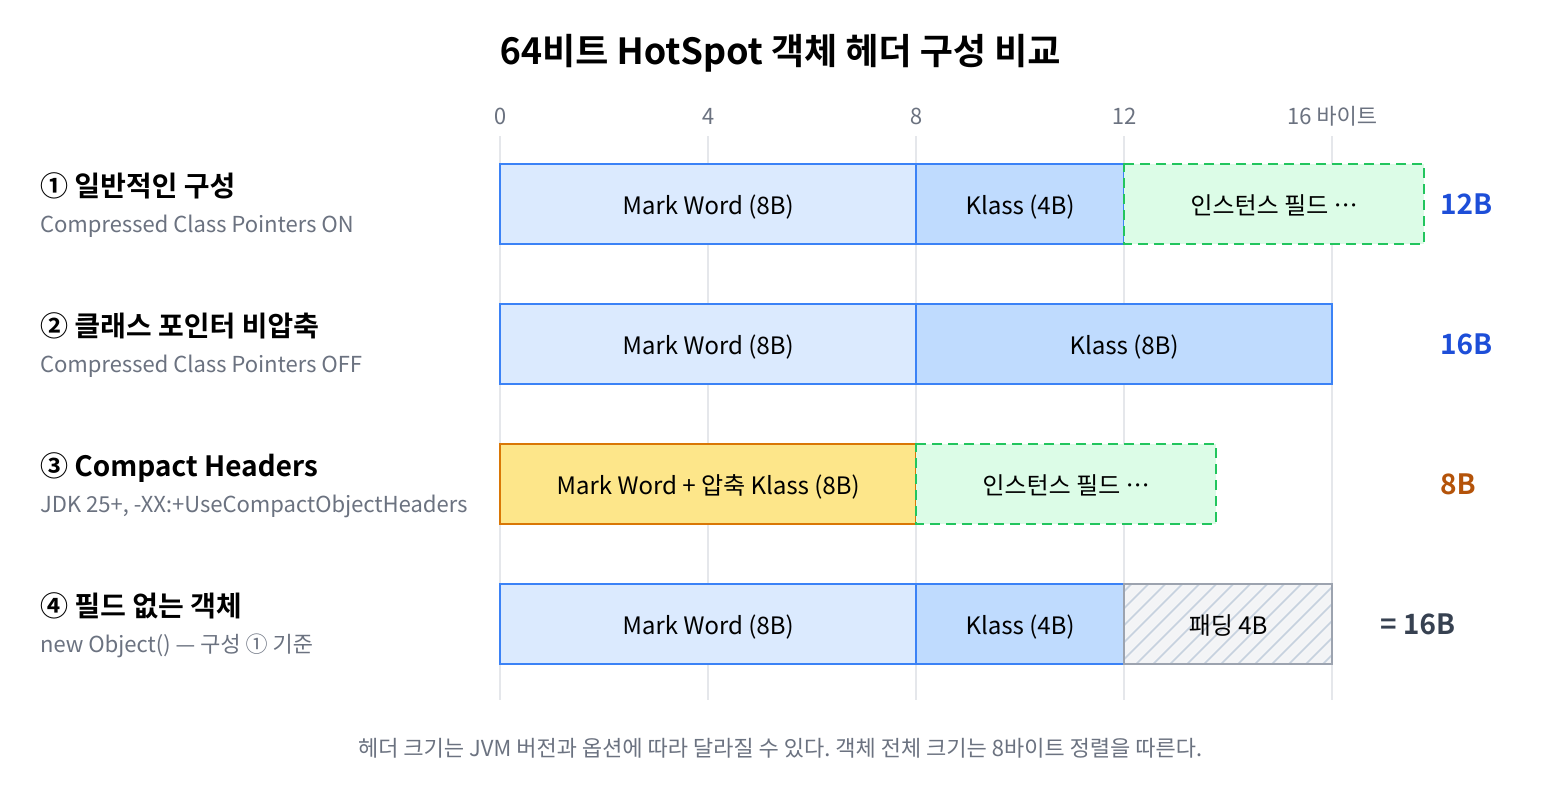 64비트 HotSpot 객체 헤더 구성 비교
0 4 8 12 16 바이트
① 일반적인 구성
Compressed Class Pointers ON
Mark Word (8B) Klass (4B) 인스턴스 필드 ⋯ 12B
② 클래스 포인터 비압축
Compressed Class Pointers OFF
Mark Word (8B) Klass (8B) 16B
③ Compact Headers
JDK 25+, -XX:+UseCompactObjectHeaders
Mark Word + 압축 Klass (8B) 인스턴스 필드 ⋯ 8B
④ 필드 없는 객체
new Object() — 구성 ① 기준
Mark Word (8B) Klass (4B) 패딩 4B = 16B
헤더 크기는 JVM 버전과 옵션에 따라 달라질 수 있다. 객체 전체 크기는 8바이트 정렬을 따른다.